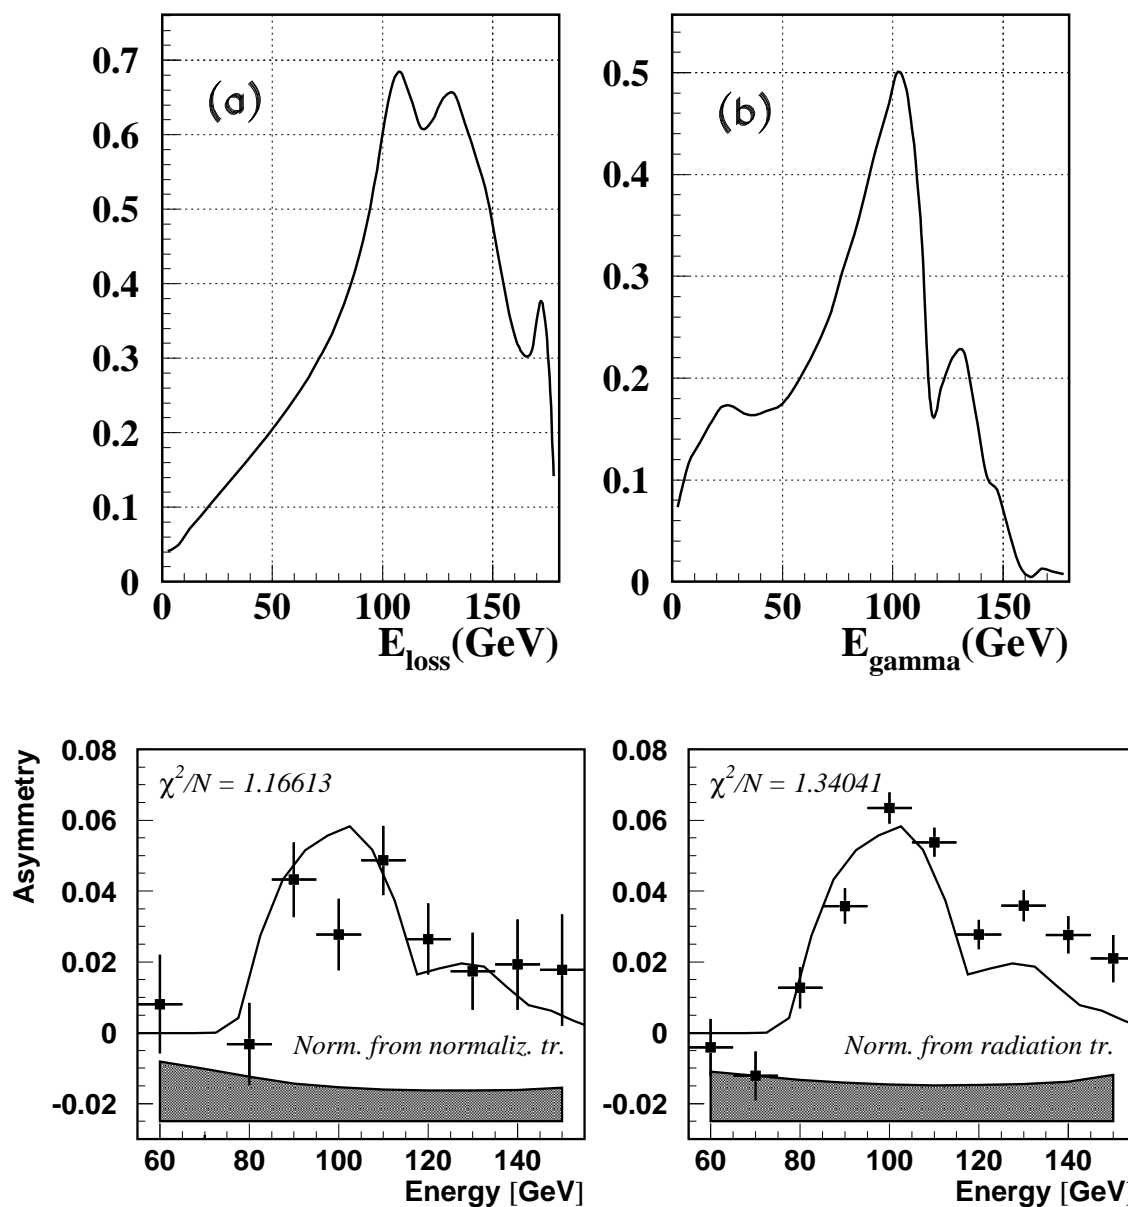 (a)
0.7
0.6
0.5
0.4
0.3
0.2
0.1
0
0 50 100 150
E_loss(GeV)
(b)
0.5
0.4
0.3
0.2
0.1
0
0 50 100 150
E_gamma(GeV)
Asymmetry
0.08
0.06
0.04
0.02
0
-0.02
χ²/N = 1.16613
Norm. from normaliz. tr.
60 80 100 120 140
Energy [GeV]
0.08
0.06
0.04
0.02
0
-0.02
χ²/N = 1.34041
Norm. from radiation tr.
60 80 100 120 140
Energy [GeV]